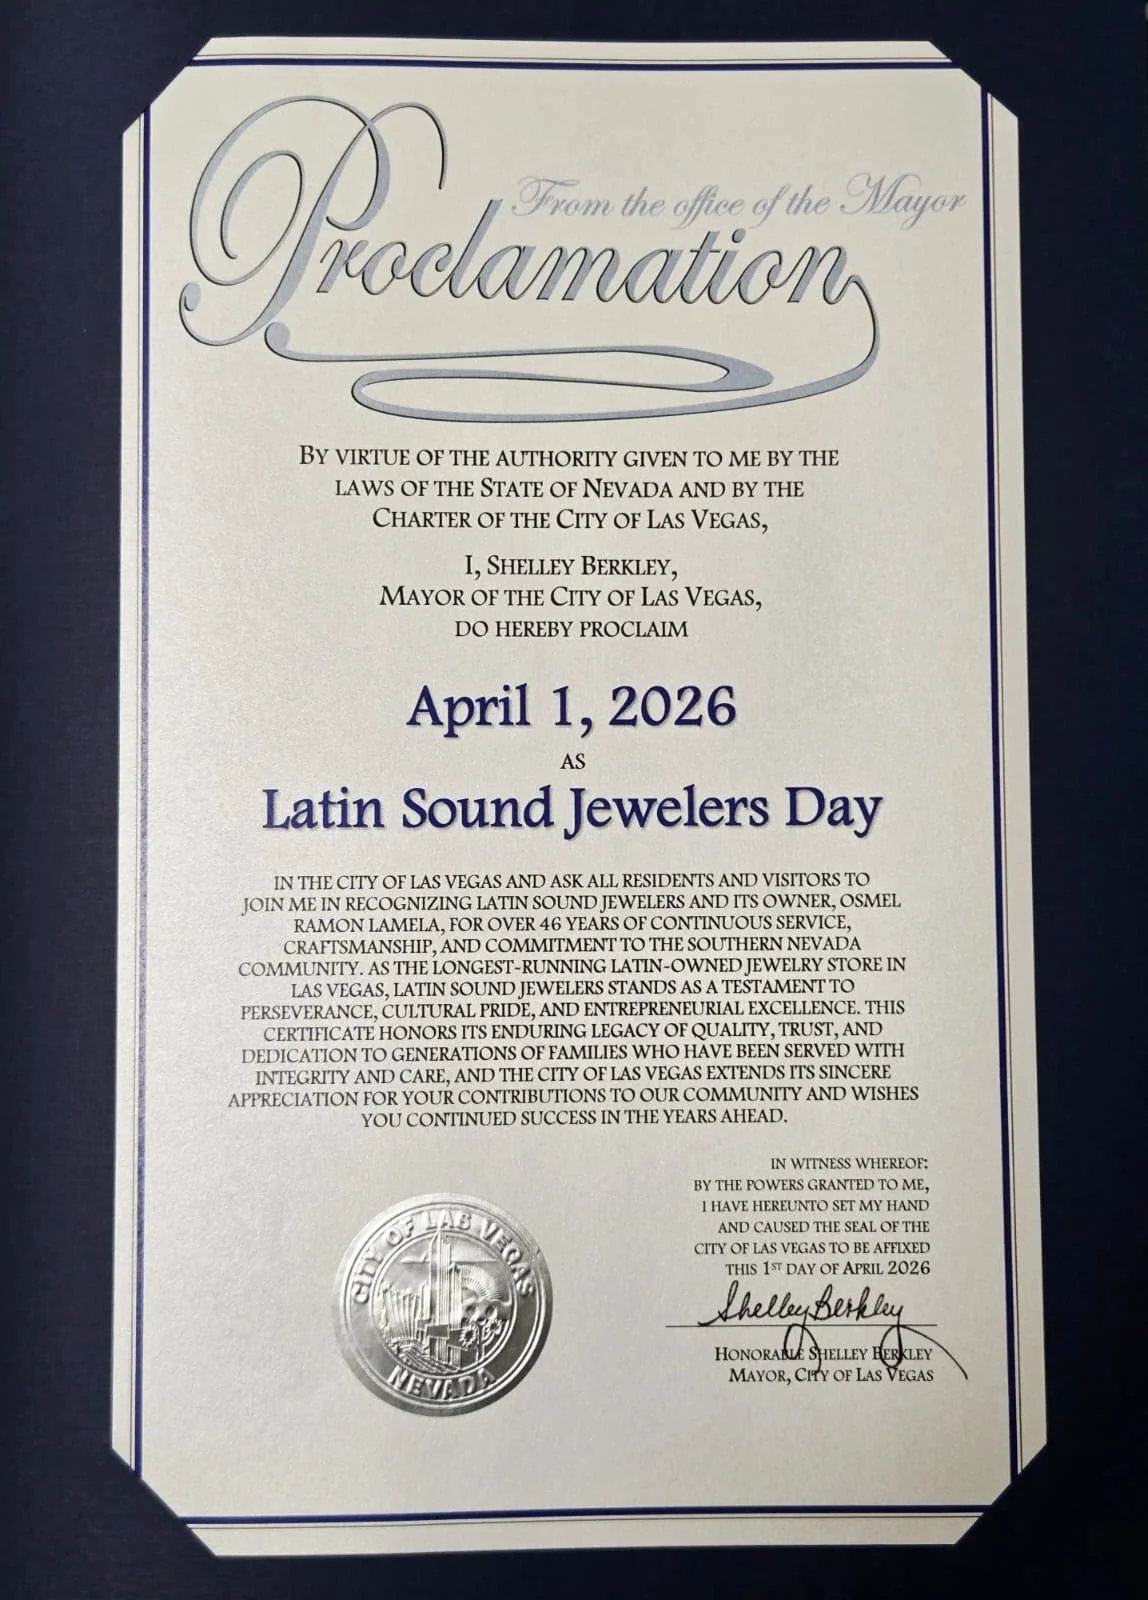 From the office of the Mayor
Proclamation
By virtue of the authority given to me by the
laws of the State of Nevada and by the
Charter of the City of Las Vegas,
I, Shelley Berkley,
Mayor of the City of Las Vegas,
do hereby proclaim
April 1, 2026
as
Latin Sound Jewelers Day
IN THE CITY OF LAS VEGAS AND ASK ALL RESIDENTS AND VISITORS TO
JOIN ME IN RECOGNIZING LATIN SOUND JEWELERS AND ITS OWNER, OSMEL
RAMON LAMELA, FOR OVER 46 YEARS OF CONTINUOUS SERVICE,
CRAFTSMANSHIP, AND COMMITMENT TO THE SOUTHERN NEVADA
COMMUNITY. AS THE LONGEST-RUNNING LATIN-OWNED JEWELRY STORE IN
LAS VEGAS, LATIN SOUND JEWELERS STANDS AS A TESTAMENT TO
PERSEVERANCE, CULTURAL PRIDE, AND ENTREPRENEURIAL EXCELLENCE. THIS
CERTIFICATE HONORS ITS ENDURING LEGACY OF QUALITY, TRUST, AND
DEDICATION TO GENERATIONS OF FAMILIES WHO HAVE BEEN SERVED WITH
INTEGRITY AND CARE, AND THE CITY OF LAS VEGAS EXTENDS ITS SINCERE
APPRECIATION FOR YOUR CONTRIBUTIONS TO OUR COMMUNITY AND WISHES
YOU CONTINUED SUCCESS IN THE YEARS AHEAD.
IN WITNESS WHEREOF:
BY THE POWERS GRANTED TO ME,
I HAVE HEREUNTO SET MY HAND
AND CAUSED THE SEAL OF THE
CITY OF LAS VEGAS TO BE AFFIXED
THIS 1ST DAY OF APRIL 2026
Shelley Berkley
Honorable Shelley Berkley
Mayor, City of Las Vegas
CITY OF LAS VEGAS
NEVADA